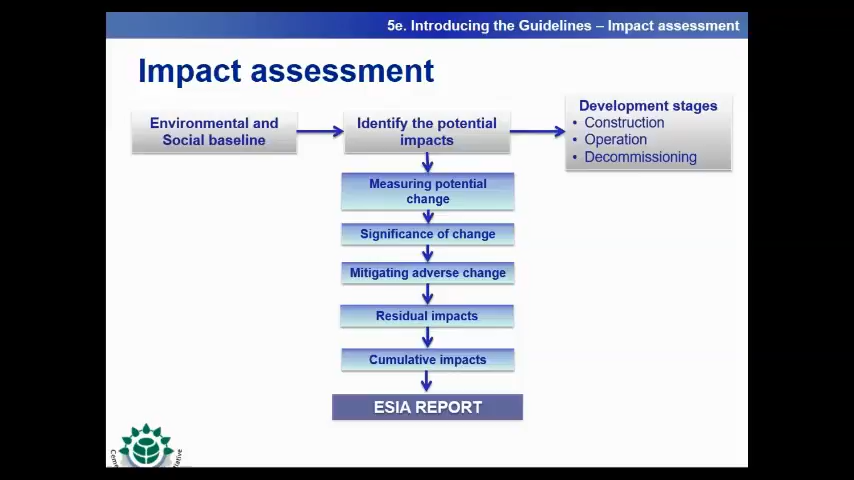 5e. Introducing the Guidelines – Impact assessment
Impact assessment
Environmental and
Social baseline
Identify the potential
impacts
Development stages
• Construction
• Operation
• Decommissioning
Measuring potential
change
Significance of change
Mitigating adverse change
Residual impacts
Cumulative impacts
ESIA REPORT